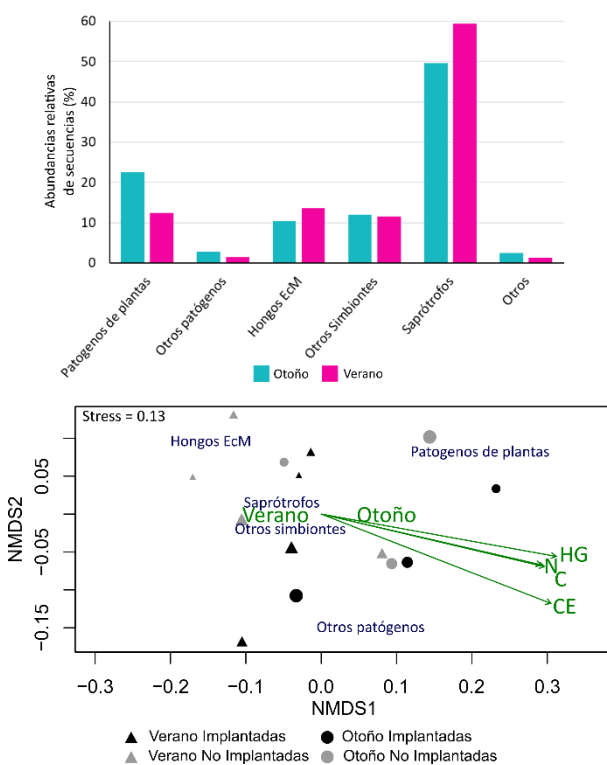 60
50
40
30
20
10
0
Abundancias relativas
de secuencias (%)
Patogenos de plantas
Otros patógenos
Hongos EcM
Otros Simbiontes
Saprótrofos
Otros
Otoño Verano
Stress = 0.13
Hongos EcM
Patogenos de plantas
Saprótrofos
Verano Otoño
Otros simbiontes
HG
N
C
CE
Otros patógenos
NMDS2
0.05
−0.05
−0.15
−0.3 −0.2 −0.1 0.0 0.1 0.2 0.3
NMDS1
Verano Implantadas Otoño Implantadas
Verano No Implantadas Otoño No Implantadas